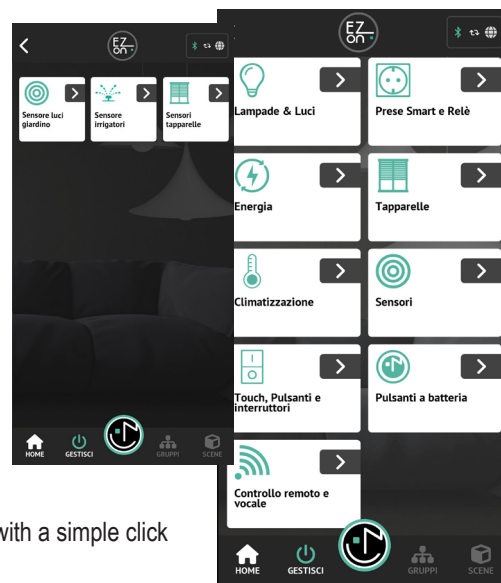 EZ
on
Sensore luci
giardino
Sensore
irrigatori
Sensori
tapparelle
HOME
GESTISCI
GRUPPI
SCENE
EZ
on
Lampade & Luci
Prese Smart e Relè
Energia
Tapparelle
Climatizzazione
Sensori
Touch, Pulsanti e
interruttori
Pulsanti a batteria
Controllo remoto e
vocale
HOME
GESTISCI
GRUPPI
SCENE
with a simple click